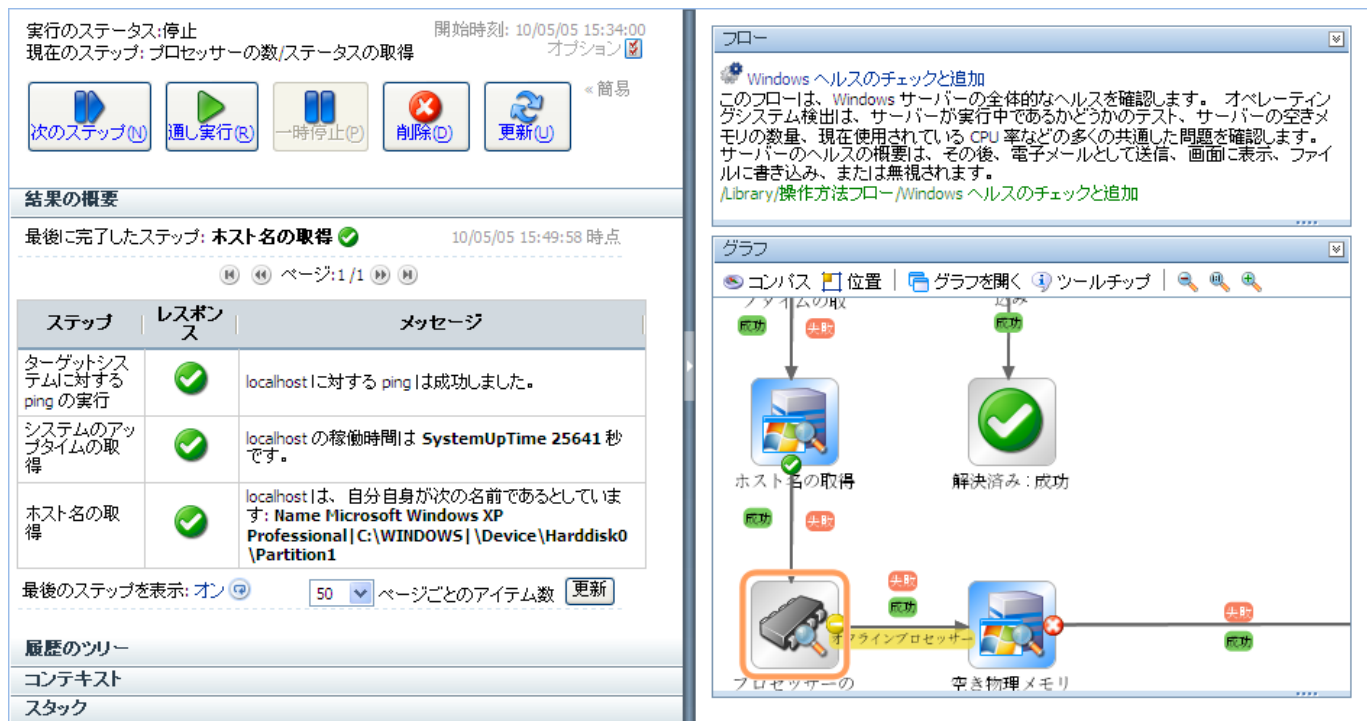 実行のステータス:停止
開始時刻: 10/05/05 15:34:00
現在のステップ: プロセッサーの数/ステータスの取得
オプション
次のステップ(N)
通し実行(R)
一時停止(P)
削除(D)
更新(U)
«簡易
結果の概要
最後に完了したステップ: ホスト名の取得
10/05/05 15:49:58 時点
ページ:1/1
ステップ
レスポン
ス
メッセージ
ターゲットシス
テムに対する
ping の実行
localhost に対する ping は成功しました。
システムのアッ
プタイムの取
得
localhost の稼働時間は SystemUpTime 25641 秒
です。
ホスト名の取
得
localhost は、自分自身が次の名前であるとしていま
す: Name Microsoft Windows XP
Professional|C:\WINDOWS|\Device\Harddisk0
\Partition1
最後のステップを表示: オン
50
ページごとのアイテム数
更新
履歴のツリー
コンテキスト
スタック
フロー
Windows ヘルスのチェックと追加
このフローは、Windows サーバーの全体的なヘルスを確認します。 オペレーティン
グシステム検出は、サーバーが実行中であるかどうかのテスト、サーバーの空きメ
モリの数量、現在使用されている CPU 率などの多くの共通した問題を確認します。
サーバーのヘルスの概要は、その後、電子メールとして送信、画面に表示、ファイ
ルに書き込み、または無視されます。
/Library/操作方法フロー/Windows ヘルスのチェックと追加
グラフ
コンパス
位置
グラフを開く
ツールチップ
プタイムの取
込み
成功
失敗
成功
ホスト名の取得
解決済み : 成功
成功
失敗
失敗
成功
オフラインプロセッサー
失敗
成功
プロセッサーの
空き物理メモリ